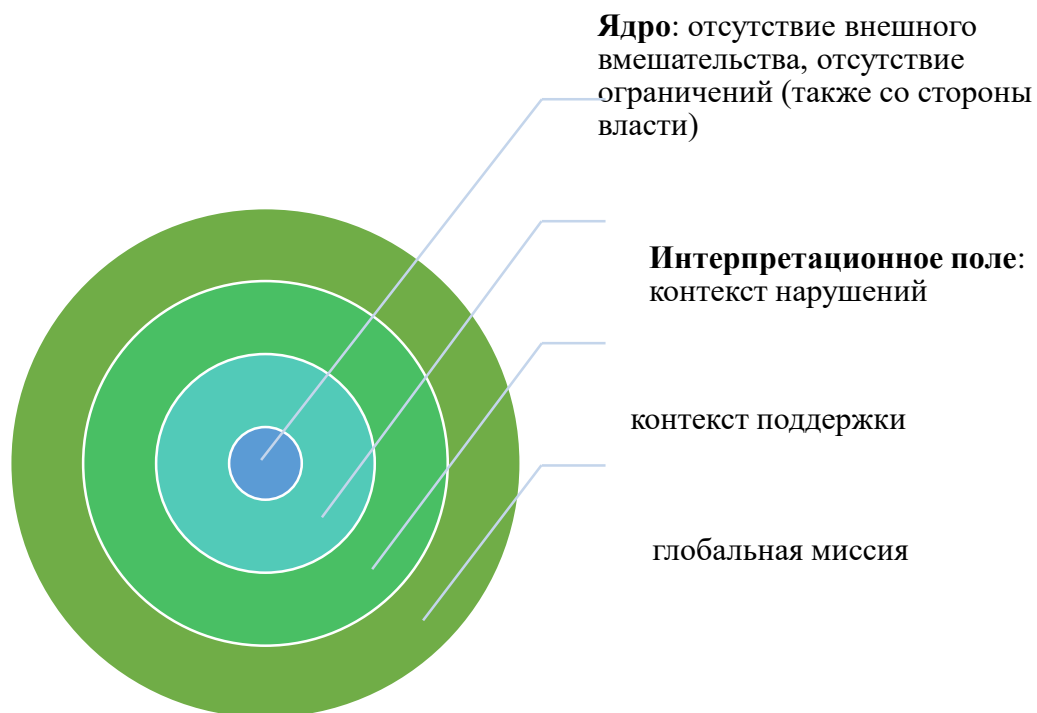 Ядро: отсутствие внешного
вмешательства, отсутствие
ограничений (также со стороны
власти)
Интерпретационное поле:
контекст нарушений
контекст поддержки
глобальная миссия